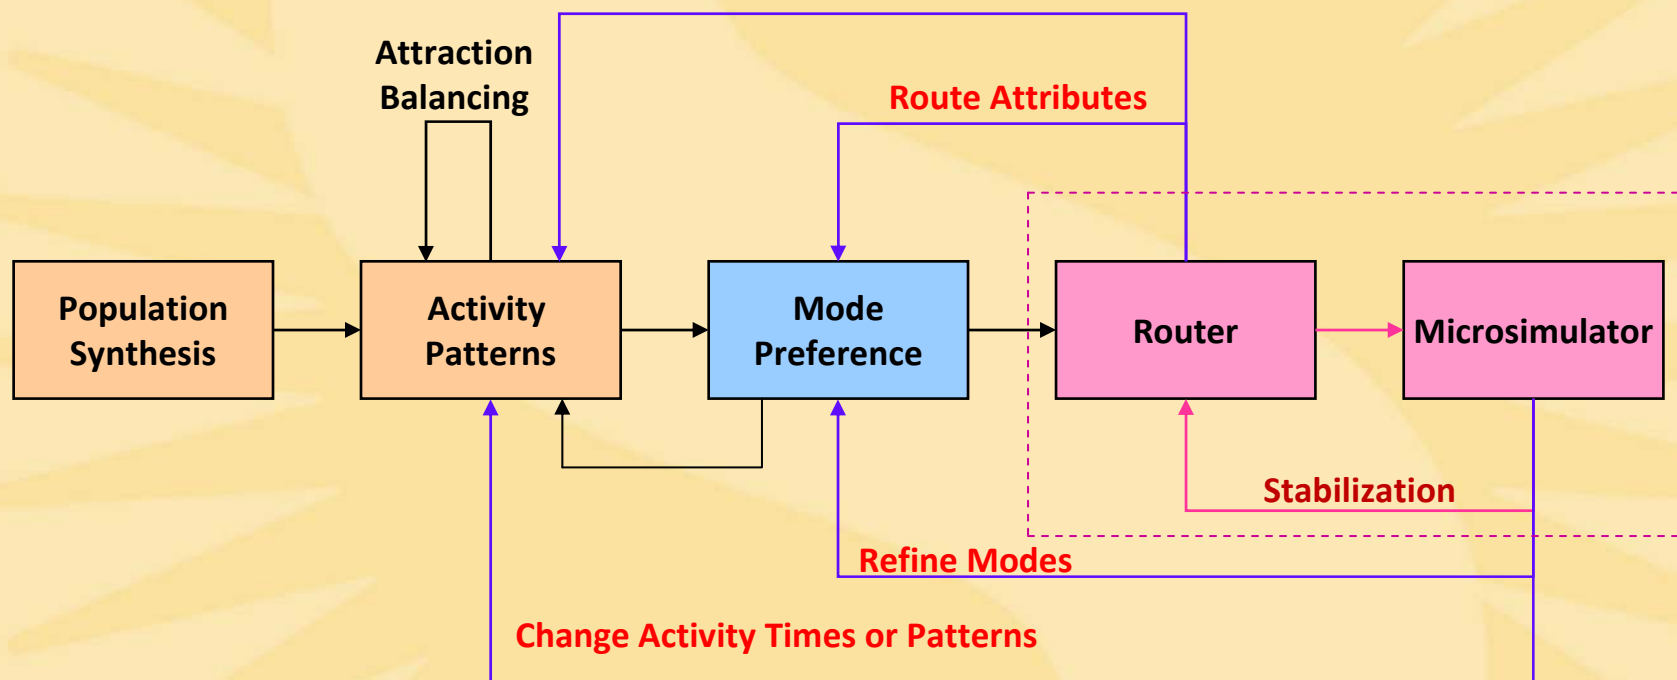 Attraction
Balancing
Route Attributes
Population
Synthesis
Activity
Patterns
Mode
Preference
Router
Microsimulator
Stabilization
Refine Modes
Change Activity Times or Patterns